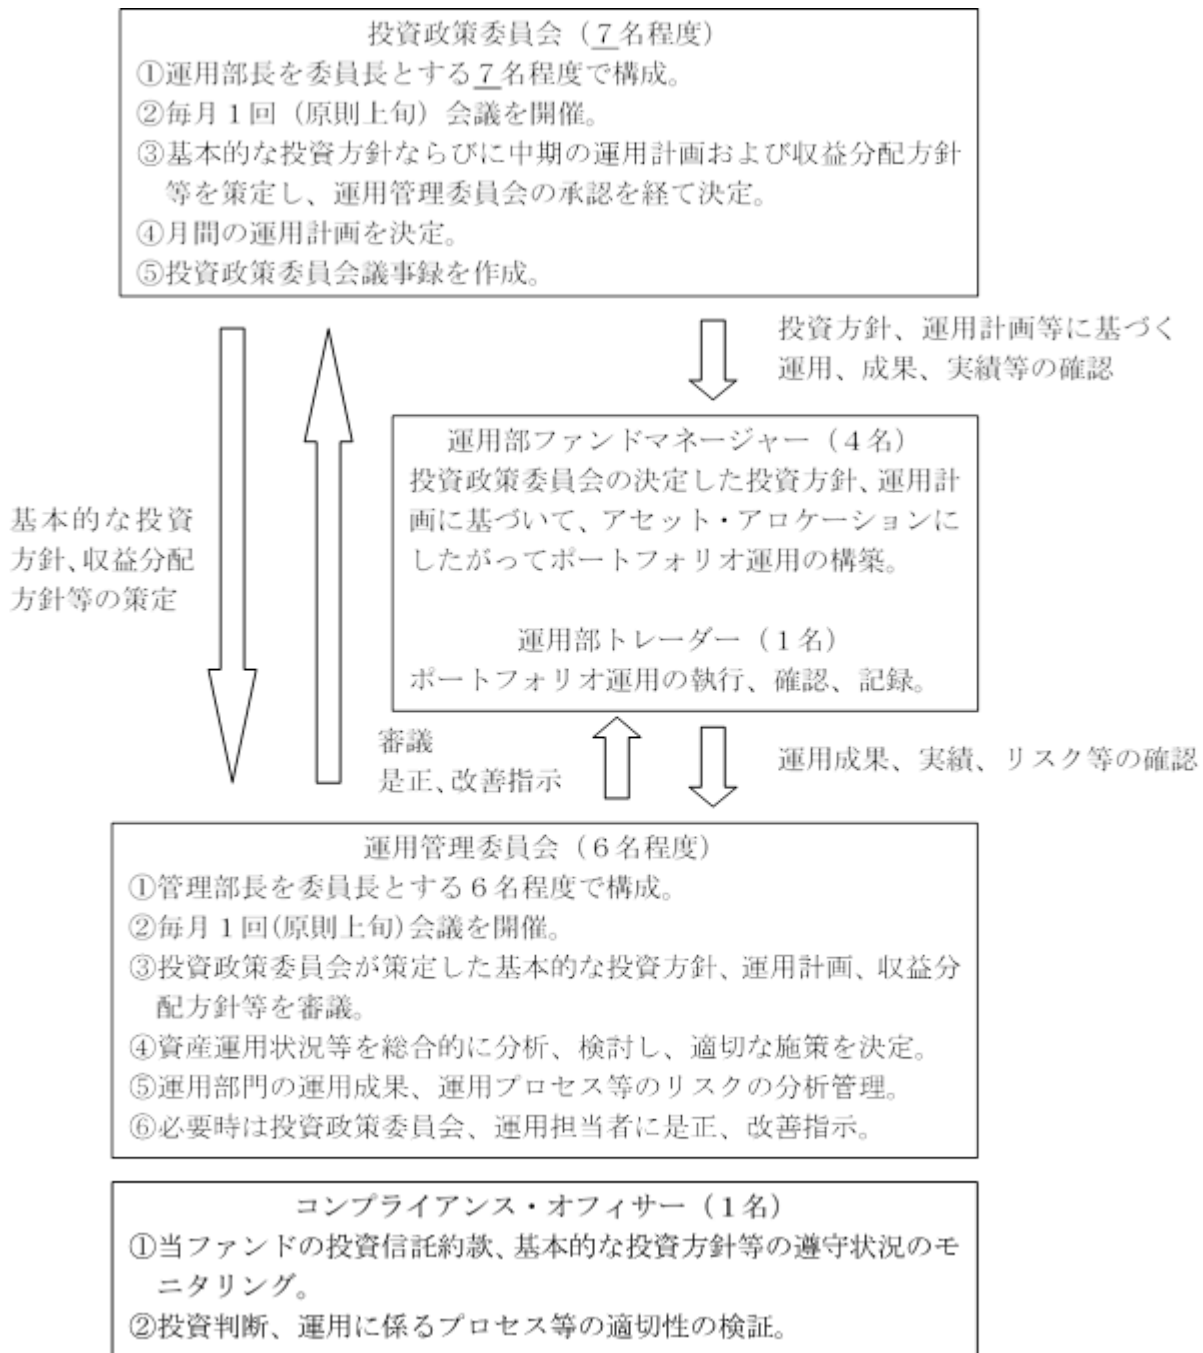 投資政策委員会（7名程度）
①運用部長を委員長とする7名程度で構成。
②毎月1回（原則上旬）会議を開催。
③基本的な投資方針ならびに中期の運用計画および収益分配方針
等を策定し、運用管理委員会の承認を経て決定。
④月間の運用計画を決定。
⑤投資政策委員会議事録を作成。
投資方針、運用計画等に基づく
運用、成果、実績等の確認
運用部ファンドマネージャー（4名）
投資政策委員会の決定した投資方針、運用計
画に基づいて、アセット・アロケーションに
したがってポートフォリオ運用の構築。
運用部トレーダー（1名）
ポートフォリオ運用の執行、確認、記録。
基本的な投資
方針、収益分配
方針等の策定
審議
是正、改善指示
運用成果、実績、リスク等の確認
運用管理委員会（6名程度）
①管理部長を委員長とする6名程度で構成。
②毎月1回(原則上旬)会議を開催。
③投資政策委員会が策定した基本的な投資方針、運用計画、収益分
配方針等を審議。
④資産運用状況等を総合的に分析、検討し、適切な施策を決定。
⑤運用部門の運用成果、運用プロセス等のリスクの分析管理。
⑥必要時は投資政策委員会、運用担当者に是正、改善指示。
コンプライアンス・オフィサー（1名）
①当ファンドの投資信託約款、基本的な投資方針等の遵守状況のモ
ニタリング。
②投資判断、運用に係るプロセス等の適切性の検証。